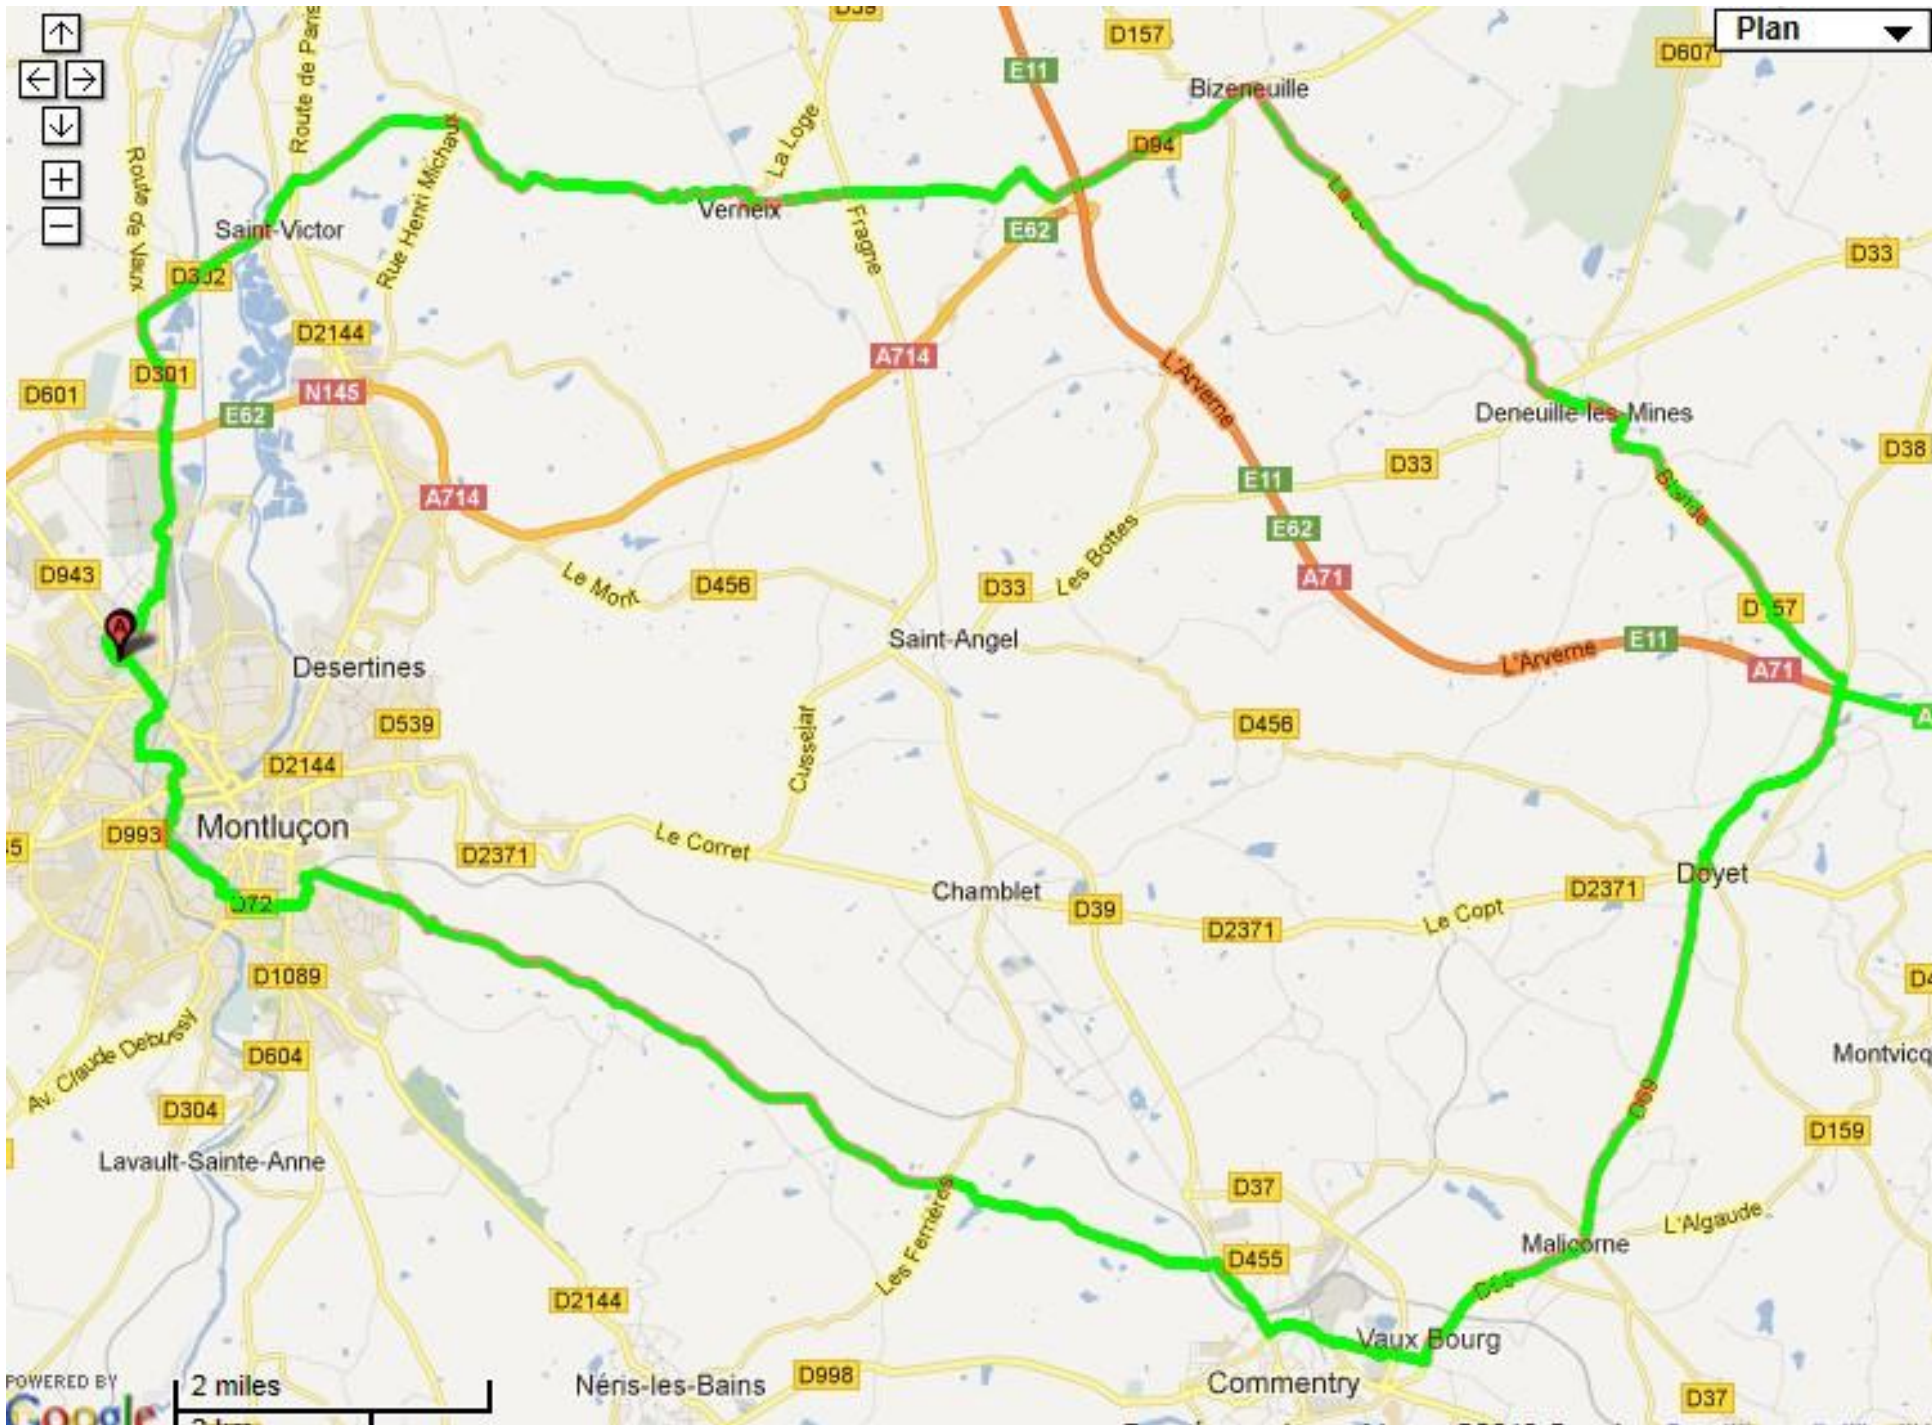 D39
D157
Plan
D607
E11
Route de Paris
Bizeneuille
La Loge
D94
Route de Vaux
Rue Henri Michaux
Verneix
Saint-Victor
Fragne
E62
D33
D302
D2144
A714
D301
D601
N145
E62
L'Arverne
Deneuille-les-Mines
D38
D33
E11
A714
E62
Les Bottes
D943
Le Mont
D456
D33
A71
D157
A
Saint-Angel
Desertines
L'Arverne
E11
A71
D539
Cusselat
D456
D2144
Montluçon
D993
Le Corret
D2371
Doyet
Chamblet
D2371
D72
D39
Le Copt
D2371
D1089
Av. Claude Debussy
D604
Montvicq
D69
D304
D159
Lavault-Sainte-Anne
D37
Les Ferrières
L'Algaude
Malicorne
D455
D2144
Vaux Bourg
POWERED BY
Google
2 miles
Néris-les-Bains
D998
Commentry
D37